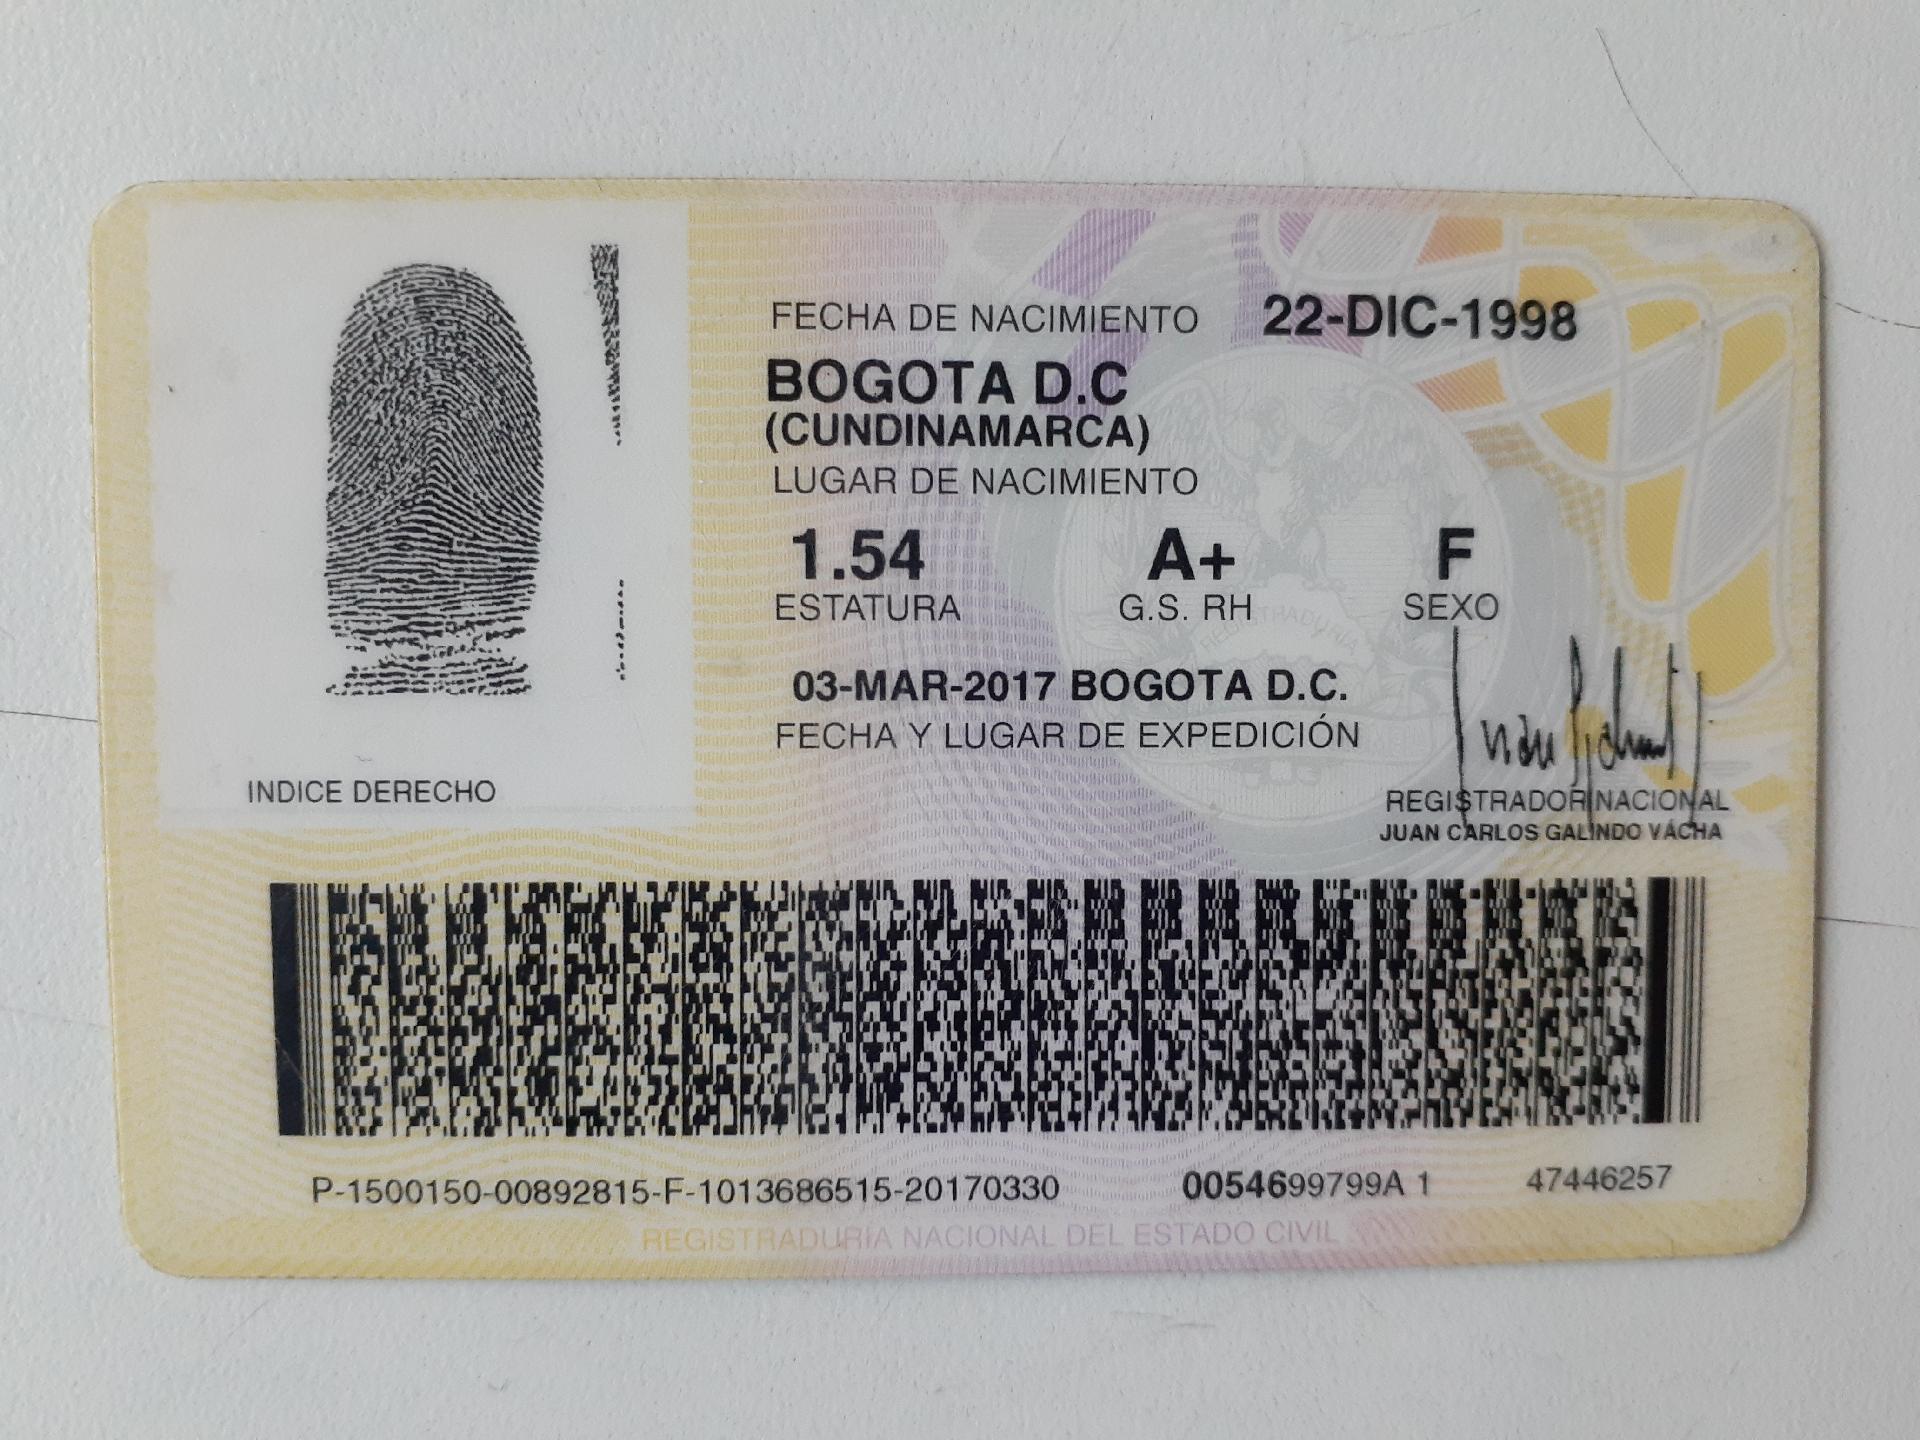 FECHA DE NACIMIENTO 22-DIC-1998
BOGOTA D.C
(CUNDINAMARCA)
LUGAR DE NACIMIENTO
1.54 A+ F
ESTATURA G.S. RH SEXO
03-MAR-2017 BOGOTA D.C.
FECHA Y LUGAR DE EXPEDICIÓN
INDICE DERECHO
REGISTRADOR NACIONAL
JUAN CARLOS GALINDO VÁCHA
P-1500150-00892815-F-1013686515-20170330 0054699799A 1 47446257
REGISTRADURÍA NACIONAL DEL ESTADO CIVIL